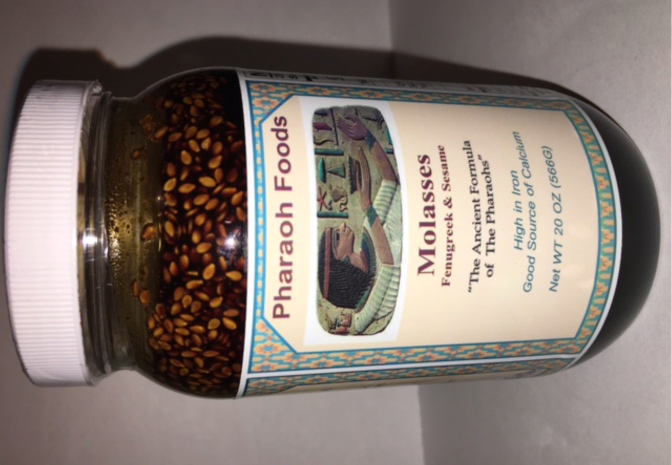 Pharaoh Foods
Molasses
Fenugreek & Sesame
"The Ancient Formula
of The Pharaohs"
High in Iron
Good Source of Calcium
Net WT 20 OZ (566G)